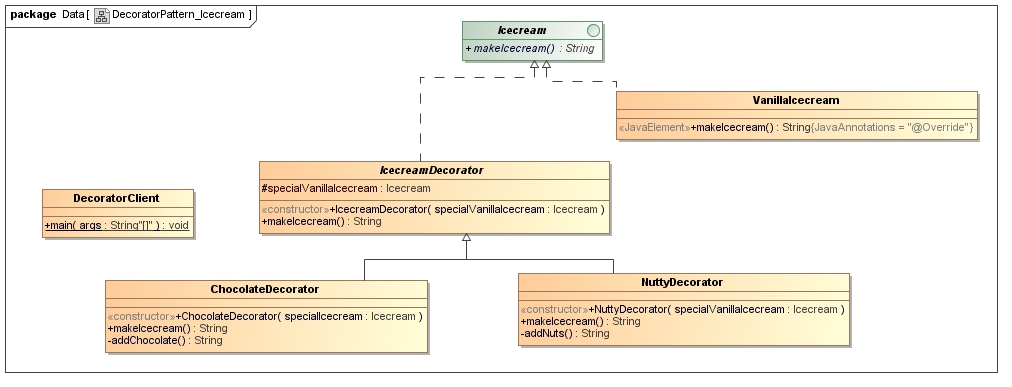 package Data[ DecoratorPattern_Icecream ]
Icecream
+ makeIcecream() : String
VanillaIcecream
«JavaElement»+makeIcecream() : String{JavaAnnotations = "@Override"}
IcecreamDecorator
#specialVanillaIcecream : Icecream
«constructor»+IcecreamDecorator( specialVanillaIcecream : Icecream )
+makeIcecream() : String
DecoratorClient
+main( args : String"[]" ) : void
ChocolateDecorator
«constructor»+ChocolateDecorator( specialIcecream : Icecream )
+makeIcecream() : String
-addChocolate() : String
NuttyDecorator
«constructor»+NuttyDecorator( specialVanillaIcecream : Icecream )
+makeIcecream() : String
-addNuts() : String